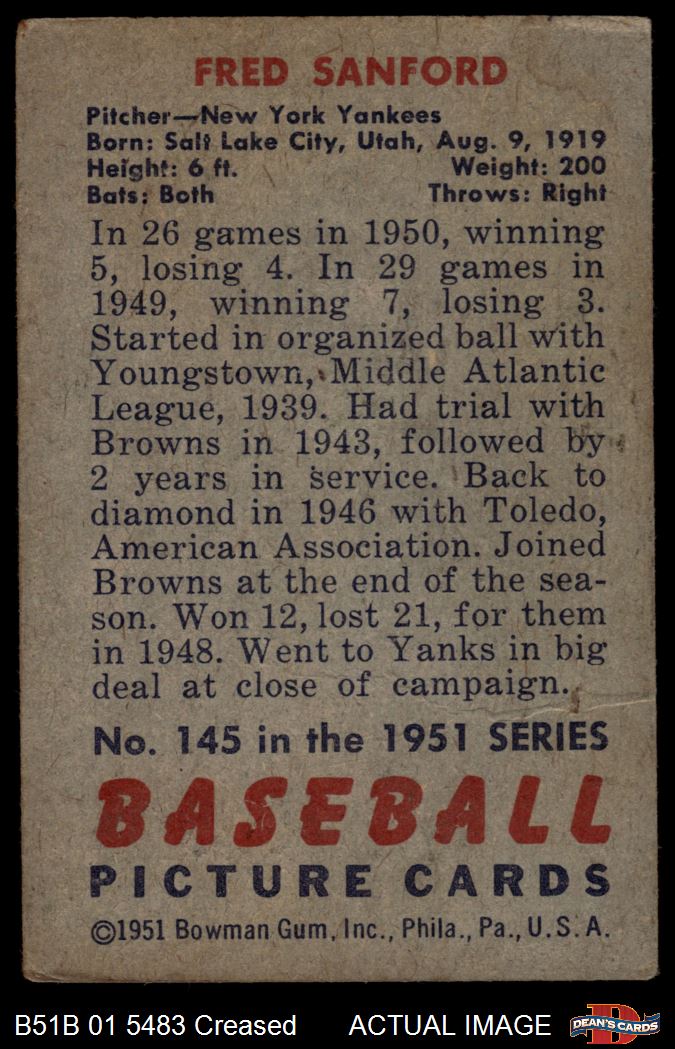 FRED SANFORD
Pitcher—New York Yankees
Born: Salt Lake City, Utah, Aug. 9, 1919
Height: 6 ft. Weight: 200
Bats: Both Throws: Right
In 26 games in 1950, winning
5, losing 4. In 29 games in
1949, winning 7, losing 3.
Started in organized ball with
Youngstown, Middle Atlantic
League, 1939. Had trial with
Browns in 1943, followed by
2 years in service. Back to
diamond in 1946 with Toledo,
American Association. Joined
Browns at the end of the sea-
son. Won 12, lost 21, for them
in 1948. Went to Yanks in big
deal at close of campaign.
No. 145 in the 1951 SERIES
BASEBALL
PICTURE CARDS
©1951 Bowman Gum, Inc., Phila., Pa., U.S.A.
B51B 01 5483 Creased ACTUAL IMAGE DEAN'S CARDS